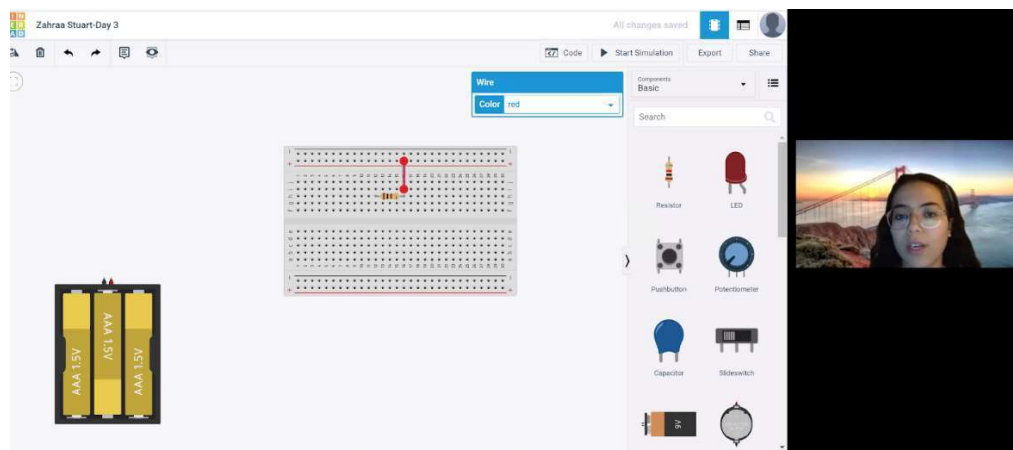 Zahraa Stuart-Day 3
All changes saved
Code
Start Simulation
Export
Share
Wire
Color red
Components
Basic
Search
Resistor
LED
Pushbutton
Potentiometer
Capacitor
Slideswitch
9V
AAA 1.5V
AAA 1.5V
AAA 1.5V